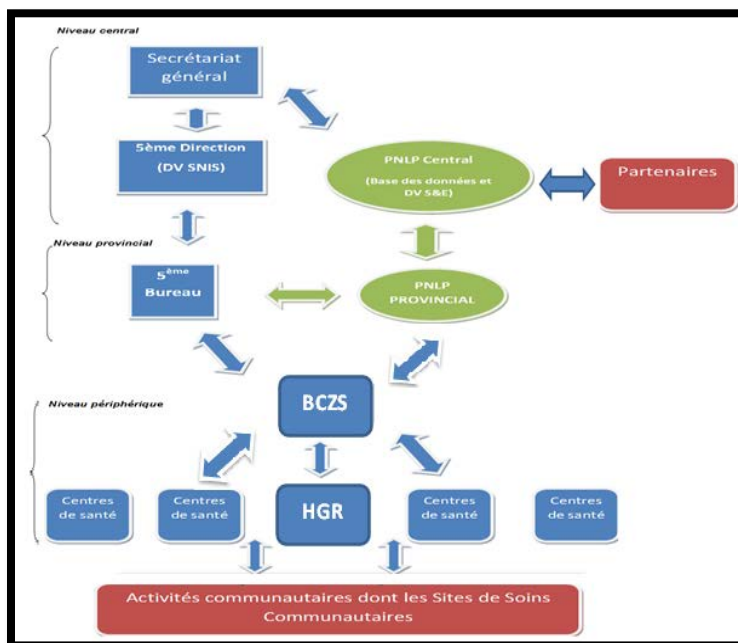 Niveau central
Secrétariat
général
5ème Direction
(DV SNIS)
PNLP Central
(Base des données et
DV S&E)
Partenaires
Niveau provincial
5ème
Bureau
PNLP
PROVINCIAL
Niveau périphérique
BCZS
Centres
de santé
Centres
de santé
HGR
Centres
de santé
Centres
de santé
Activités communautaires dont les Sites de Soins
Communautaires